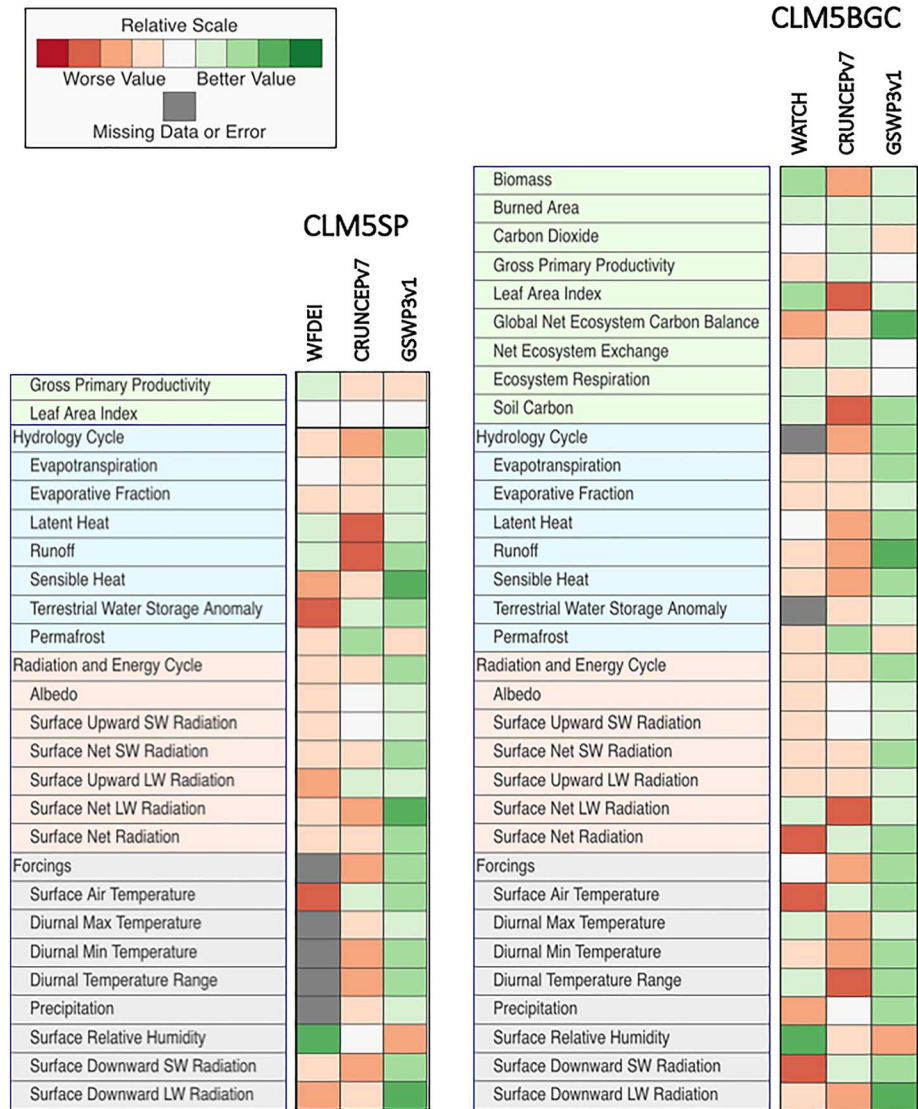 Relative Scale
Worse Value Better Value
Missing Data or Error
CLM5SP
WFDEI
CRUNCEPv7
GSWP3v1
Gross Primary Productivity
Leaf Area Index
Hydrology Cycle
Evapotranspiration
Evaporative Fraction
Latent Heat
Runoff
Sensible Heat
Terrestrial Water Storage Anomaly
Permafrost
Radiation and Energy Cycle
Albedo
Surface Upward SW Radiation
Surface Net SW Radiation
Surface Upward LW Radiation
Surface Net LW Radiation
Surface Net Radiation
Forcings
Surface Air Temperature
Diurnal Max Temperature
Diurnal Min Temperature
Diurnal Temperature Range
Precipitation
Surface Relative Humidity
Surface Downward SW Radiation
Surface Downward LW Radiation
CLM5BGC
WATCH
CRUNCEPv7
GSWP3v1
Biomass
Burned Area
Carbon Dioxide
Gross Primary Productivity
Leaf Area Index
Global Net Ecosystem Carbon Balance
Net Ecosystem Exchange
Ecosystem Respiration
Soil Carbon
Hydrology Cycle
Evapotranspiration
Evaporative Fraction
Latent Heat
Runoff
Sensible Heat
Terrestrial Water Storage Anomaly
Permafrost
Radiation and Energy Cycle
Albedo
Surface Upward SW Radiation
Surface Net SW Radiation
Surface Upward LW Radiation
Surface Net LW Radiation
Surface Net Radiation
Forcings
Surface Air Temperature
Diurnal Max Temperature
Diurnal Min Temperature
Diurnal Temperature Range
Precipitation
Surface Relative Humidity
Surface Downward SW Radiation
Surface Downward LW Radiation